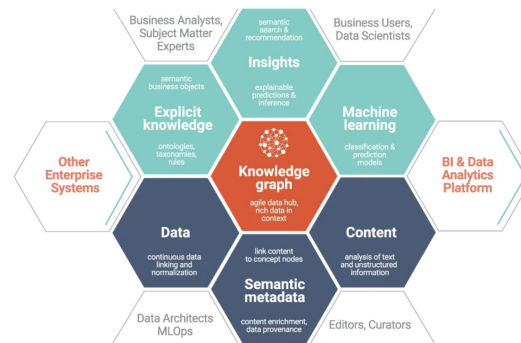 Business Analysts,
Subject Matter
Experts
semantic
search &
recommendation
Insights
explainable
predictions &
inference
Business Users,
Data Scientists
semantic
business objects
Explicit
knowledge
ontologies,
taxonomies,
rules
Machine
learning
classification &
prediction
models
Other
Enterprise
Systems
Knowledge
graph
agile data hub,
rich data in
context
BI & Data
Analytics
Platform
Data
continuous data
linking and
normalization
link content
to concept nodes
Semantic
metadata
content enrichment,
data provenance
Content
analysis of text
and unstructured
information
Data Architects
MLOps
Editors, Curators